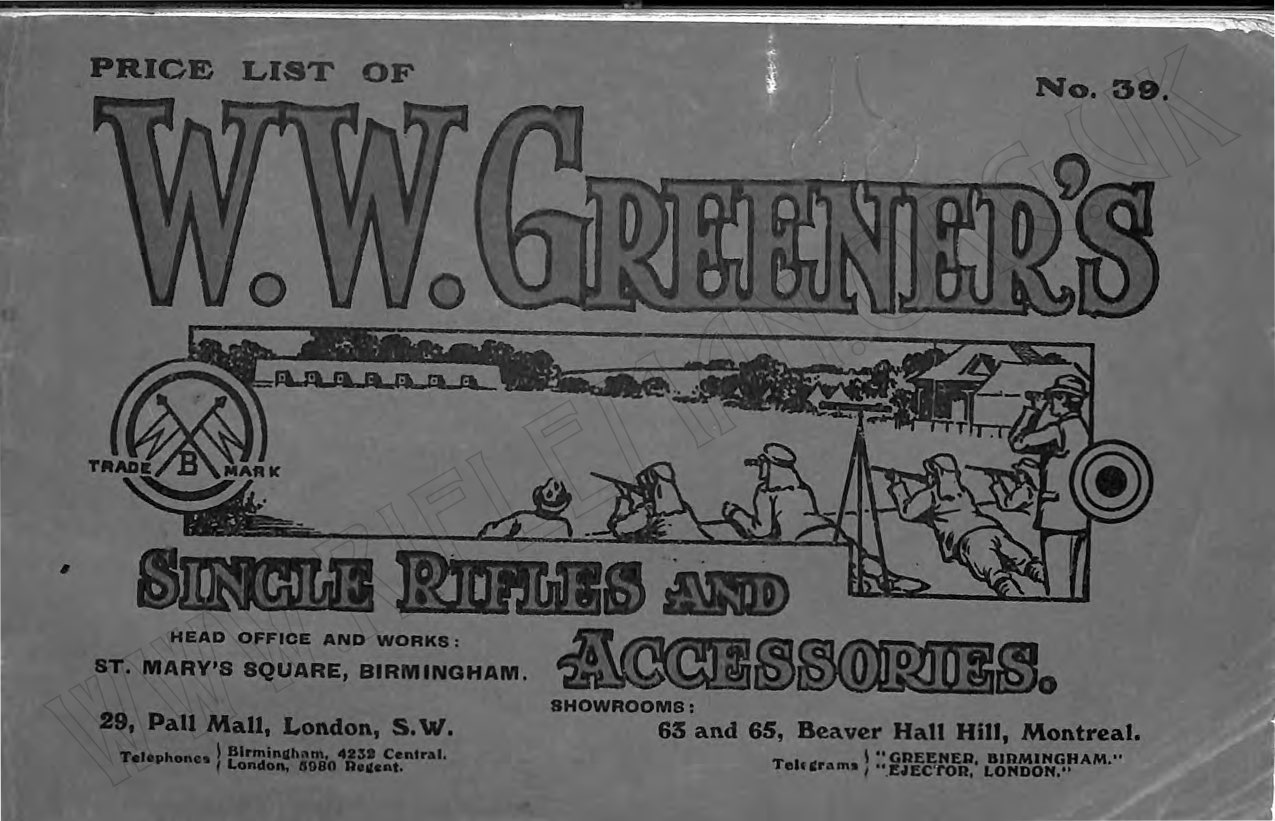 PRICE LIST OF
No. 39.
W.W. GREENER'S
TRADE B MARK
SINGLE RIFLES AND
ACCESSORIES.
HEAD OFFICE AND WORKS:
ST. MARY'S SQUARE, BIRMINGHAM.
SHOWROOMS:
29, Pall Mall, London, S.W.
63 and 65, Beaver Hall Hill, Montreal.
Telephones { Birmingham, 4232 Central.
London, 5980 Regent.
Telegrams { "GREENER, BIRMINGHAM."
"EJECTOR, LONDON."